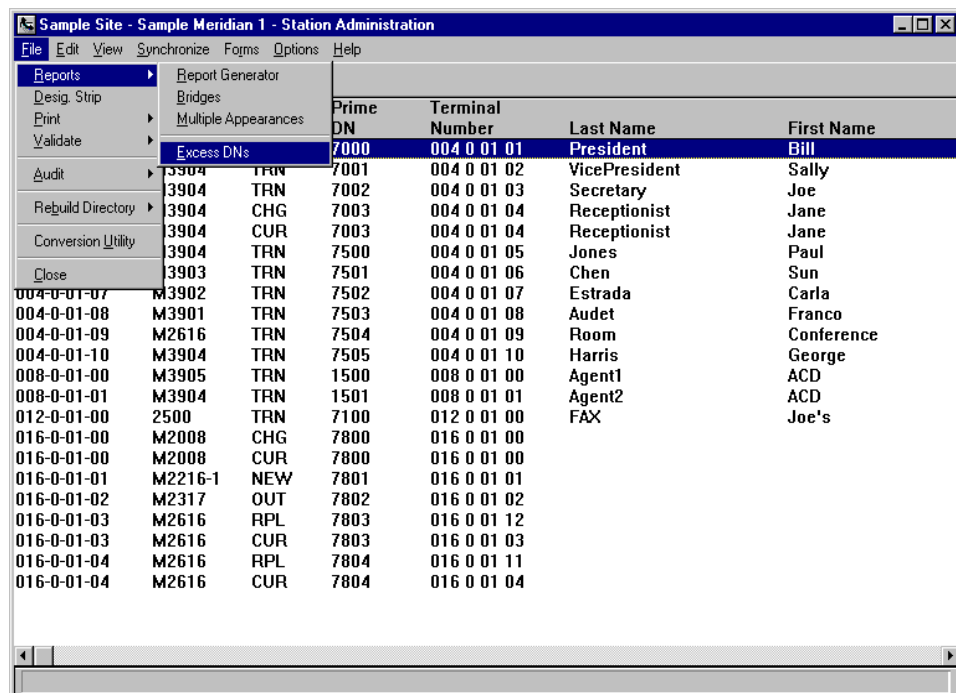 Sample Site - Sample Meridian 1 - Station Administration
File Edit View Synchronize Forms Options Help
Reports
Desig. Strip
Print
Validate
Audit
Rebuild Directory
Conversion Utility
Close
Report Generator
Bridges
Multiple Appearances
Excess DNs
Prime DN Terminal Number Last Name First Name
7000 004 0 01 01 President Bill
TRN 7001 004 0 01 02 VicePresident Sally
3904 TRN 7002 004 0 01 03 Secretary Joe
3904 CHG 7003 004 0 01 04 Receptionist Jane
3904 CUR 7003 004 0 01 04 Receptionist Jane
3904 TRN 7500 004 0 01 05 Jones Paul
3903 TRN 7501 004 0 01 06 Chen Sun
004-0-01-07 M3902 TRN 7502 004 0 01 07 Estrada Carla
004-0-01-08 M3901 TRN 7503 004 0 01 08 Audet Franco
004-0-01-09 M2616 TRN 7504 004 0 01 09 Room Conference
004-0-01-10 M3904 TRN 7505 004 0 01 10 Harris George
008-0-01-00 M3905 TRN 1500 008 0 01 00 Agent1 ACD
008-0-01-01 M3904 TRN 1501 008 0 01 01 Agent2 ACD
012-0-01-00 2500 TRN 7100 012 0 01 00 FAX Joe's
016-0-01-00 M2008 CHG 7800 016 0 01 00
016-0-01-00 M2008 CUR 7800 016 0 01 00
016-0-01-01 M2216-1 NEW 7801 016 0 01 01
016-0-01-02 M2317 OUT 7802 016 0 01 02
016-0-01-03 M2616 RPL 7803 016 0 01 12
016-0-01-03 M2616 CUR 7803 016 0 01 03
016-0-01-04 M2616 RPL 7804 016 0 01 11
016-0-01-04 M2616 CUR 7804 016 0 01 04